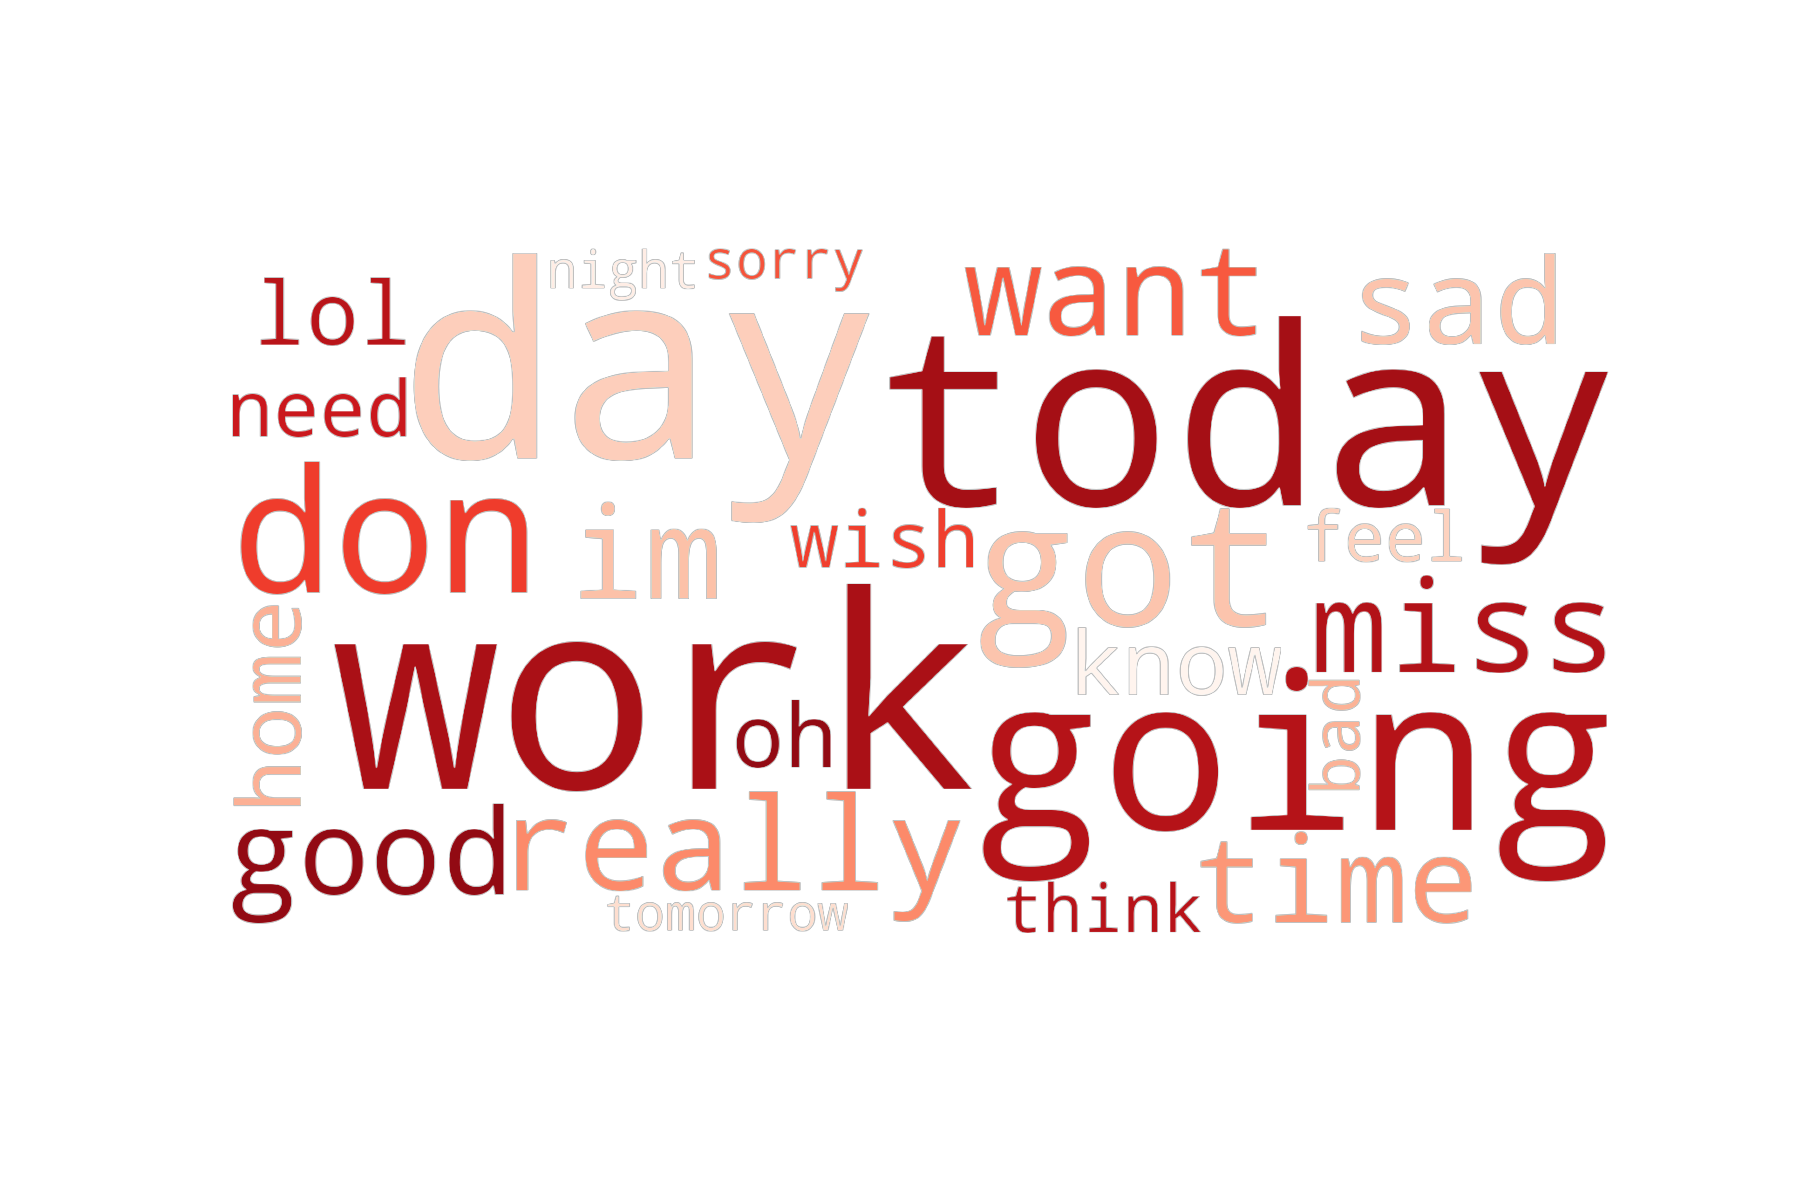 night
sorry
want
sad
lol
day
today
need
don
im
wish
got
feel
miss
home
work
know
oh
going
bad
good
really
time
tomorrow
think